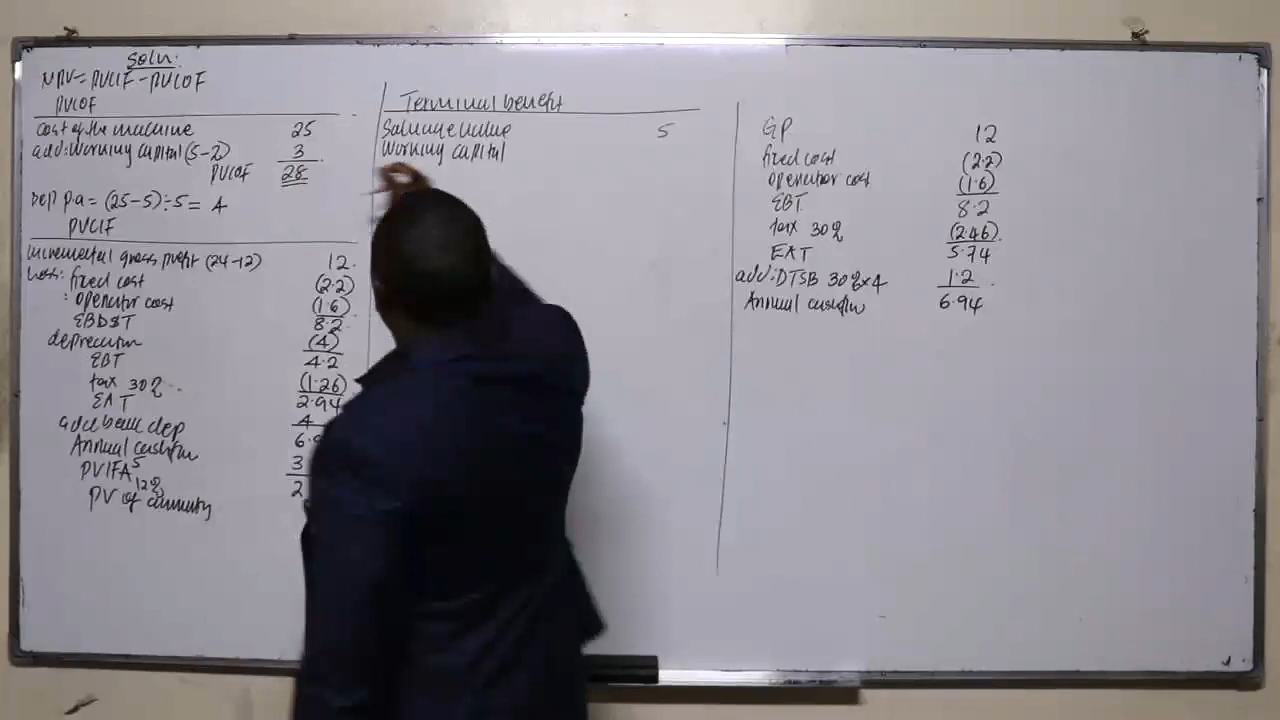 Soln:
NPV = PVCIF - PVCOF
PVCOF
Cost of the machine 25
add: Working capital (5-2) 3
PVCOF 28
Dep p.a = (25-5) ÷ 5 = 4
PVCIF
Incremental gross profit (24-12) 12
Less: fixed cost (2.2)
: operator cost (1.6)
EBD&T 8.2
depreciation (4)
EBT 4.2
tax 30% (1.26)
EAT 2.94
add back dep 4
Annual cashflow 6.9
PVIFA 5 12% 3
PV of annuity 2
Terminal benefit
Salvage value 5
Working capital
GP 12
fixed cost (2.2)
operator cost (1.6)
EBT 8.2
tax 30% (2.46)
EAT 5.74
add: DTSB 30%x4 1.2
Annual cashflow 6.94